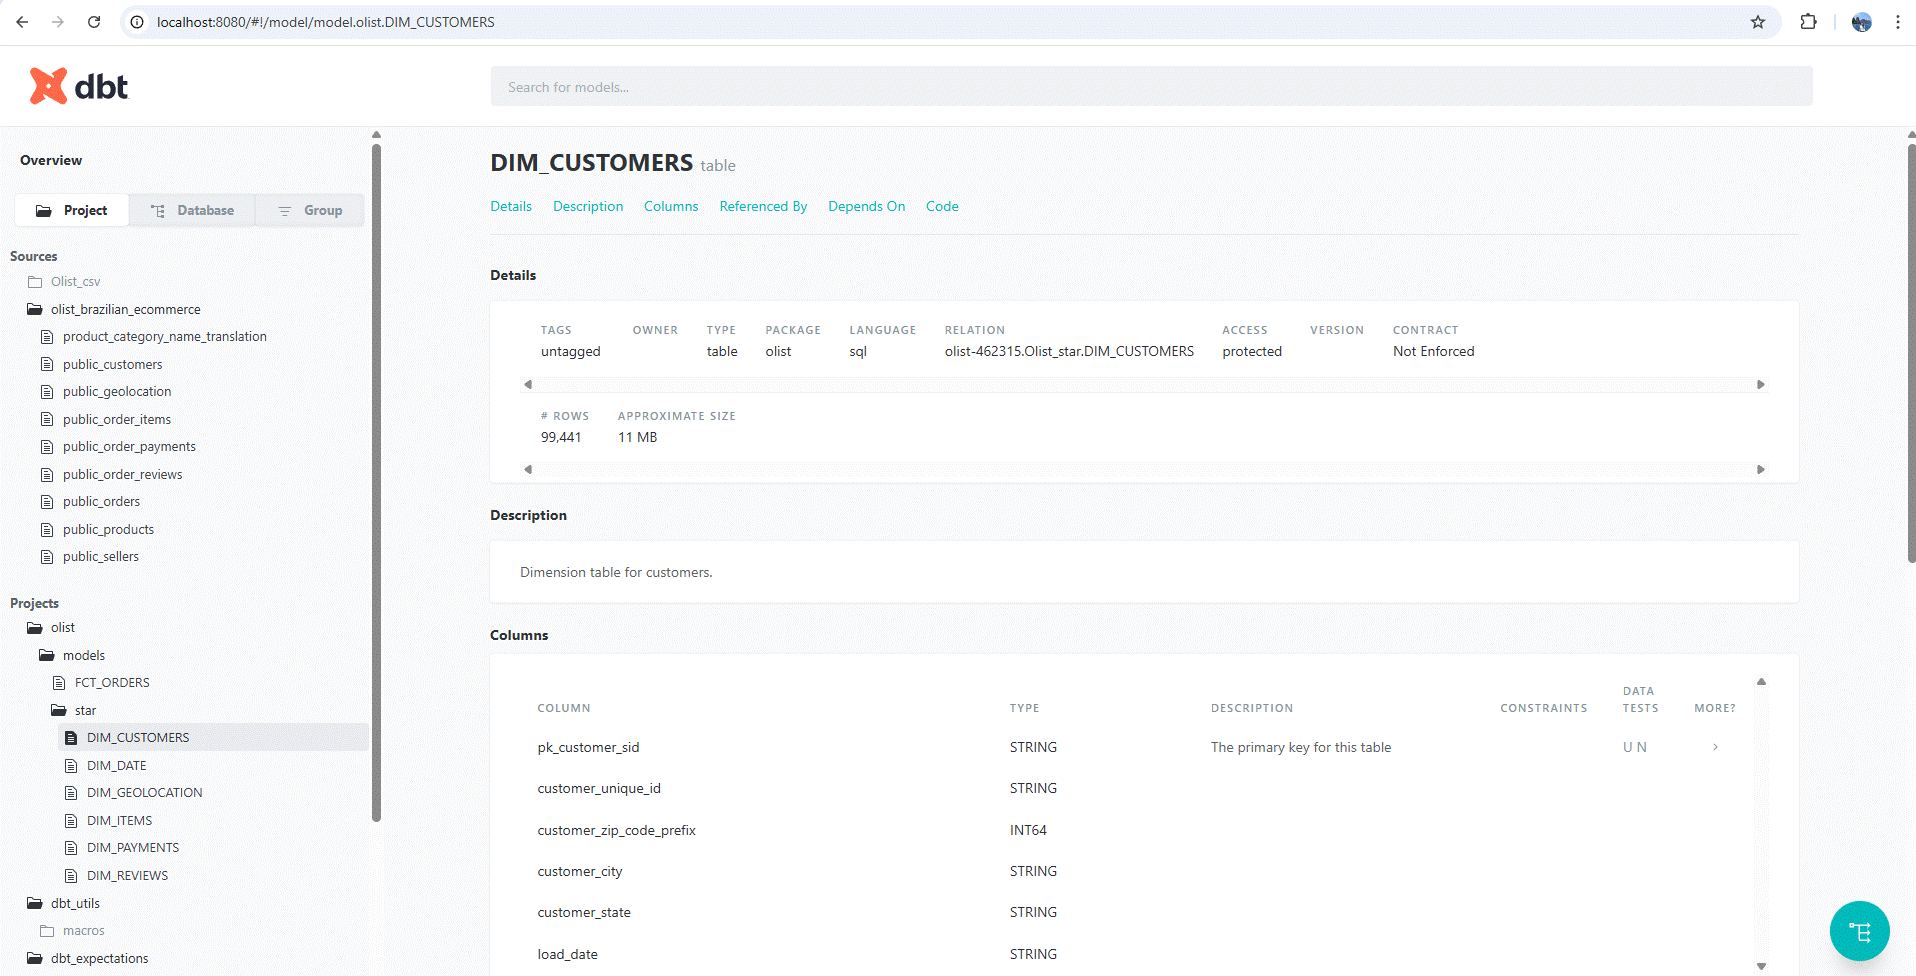 localhost:8080/#!/model/model.olist.DIM_CUSTOMERS
dbt
Search for models...
Overview
Project Database Group
Sources
Olist_csv
olist_brazilian_ecommerce
product_category_name_translation
public_customers
public_geolocation
public_order_items
public_order_payments
public_order_reviews
public_orders
public_products
public_sellers
Projects
olist
models
FCT_ORDERS
star
DIM_CUSTOMERS
DIM_DATE
DIM_GEOLOCATION
DIM_ITEMS
DIM_PAYMENTS
DIM_REVIEWS
dbt_utils
macros
dbt_expectations
DIM_CUSTOMERS table
Details Description Columns Referenced By Depends On Code
Details
TAGS OWNER TYPE PACKAGE LANGUAGE RELATION ACCESS VERSION CONTRACT
untagged table olist sql olist-462315.Olist_star.DIM_CUSTOMERS protected Not Enforced
# ROWS APPROXIMATE SIZE
99,441 11 MB
Description
Dimension table for customers.
Columns
COLUMN TYPE DESCRIPTION CONSTRAINTS DATA TESTS MORE?
pk_customer_sid STRING The primary key for this table U N
customer_unique_id STRING
customer_zip_code_prefix INT64
customer_city STRING
customer_state STRING
load_date STRING